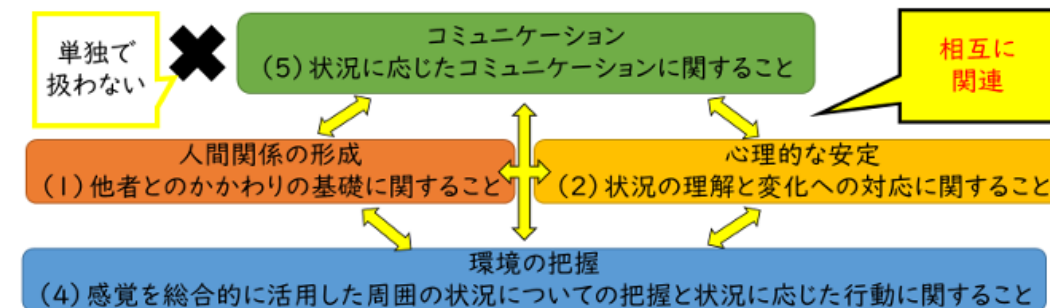 単独で
扱わない
コミュニケーション
（5）状況に応じたコミュニケーションに関すること
相互に
関連
人間関係の形成
（1）他者とのかかわりの基礎に関すること
心理的な安定
（2）状況の理解と変化への対応に関すること
環境の把握
（4）感覚を総合的に活用した周囲の状況についての把握と状況に応じた行動に関すること